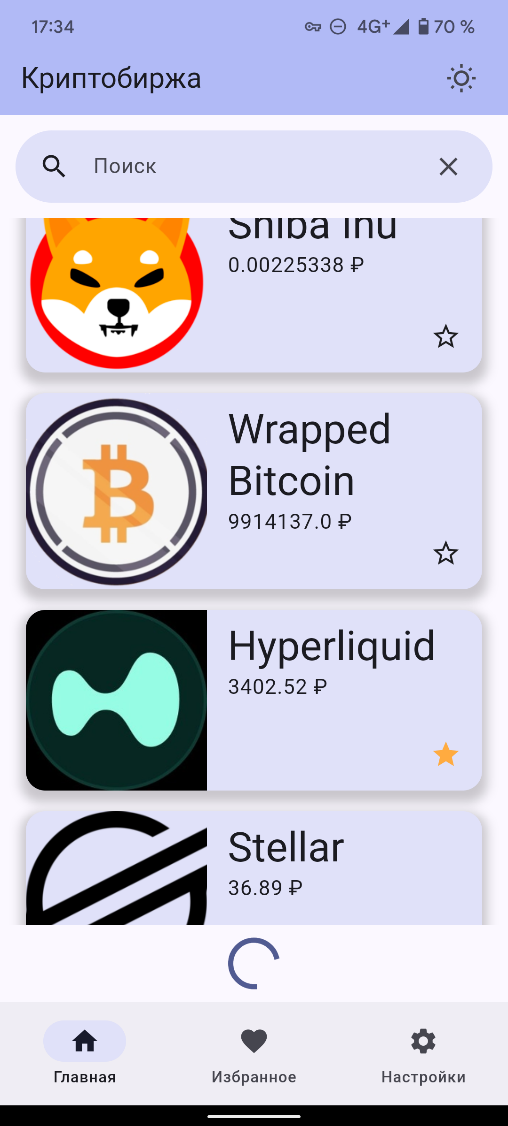 17:34
4G+ 70 %
Криптобиржа
Поиск
Shiba Inu
0.00225338 ₽
Wrapped
Bitcoin
9914137.0 ₽
Hyperliquid
3402.52 ₽
Stellar
36.89 ₽
Главная Избранное Настройки